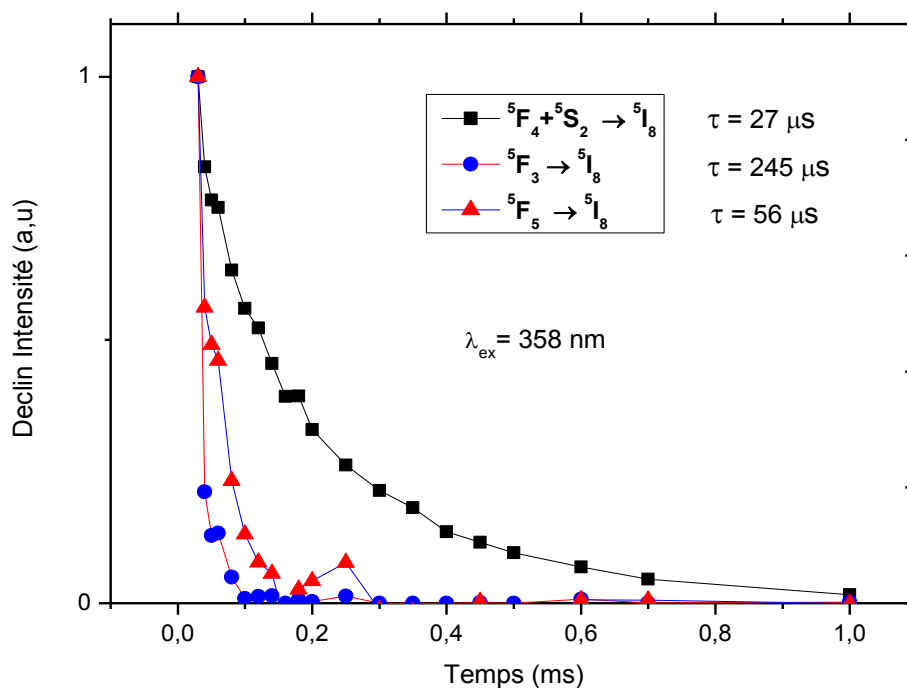 Declin Intensité (a,u)
1
0
⁵F₄+⁵S₂ → ⁵I₈ τ = 27 μs
⁵F₃ → ⁵I₈ τ = 245 μs
⁵F₅ → ⁵I₈ τ = 56 μs
λex= 358 nm
0,0 0,2 0,4 0,6 0,8 1,0
Temps (ms)